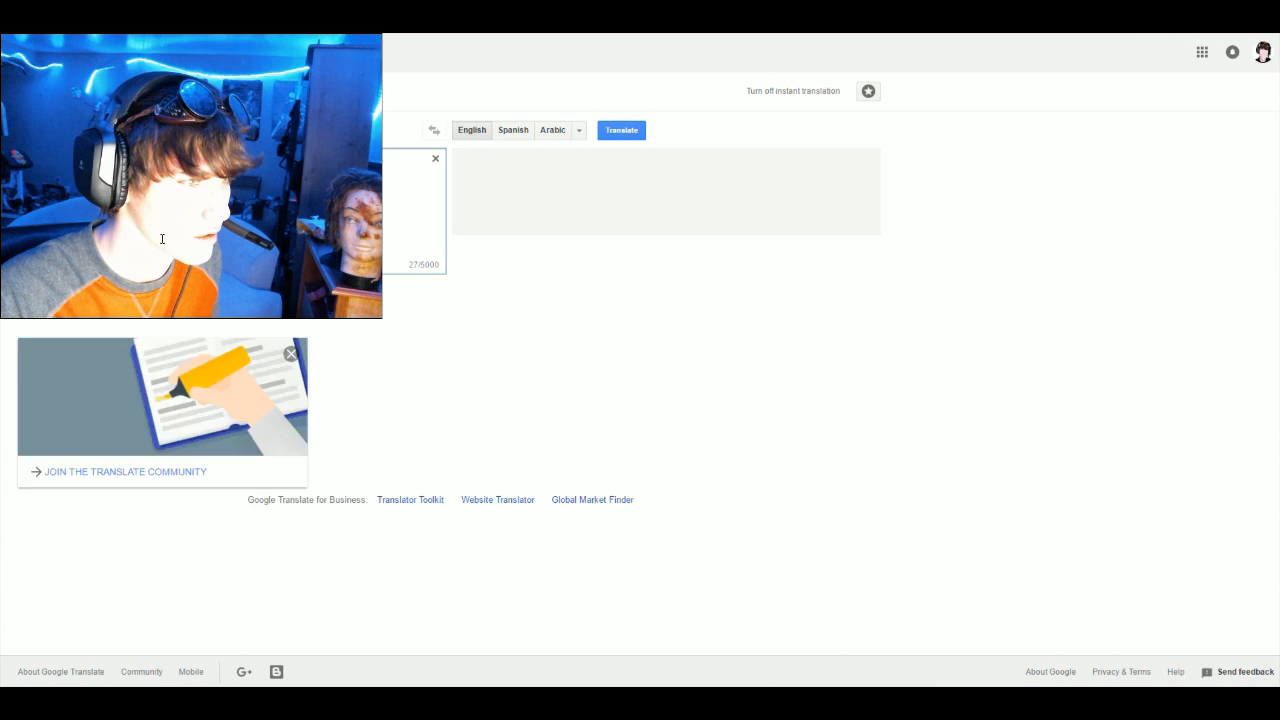 Turn off instant translation
English Spanish Arabic Translate
27/5000
JOIN THE TRANSLATE COMMUNITY
Google Translate for Business: Translator Toolkit Website Translator Global Market Finder
About Google Translate Community Mobile G+ B About Google Privacy & Terms Help Send feedback